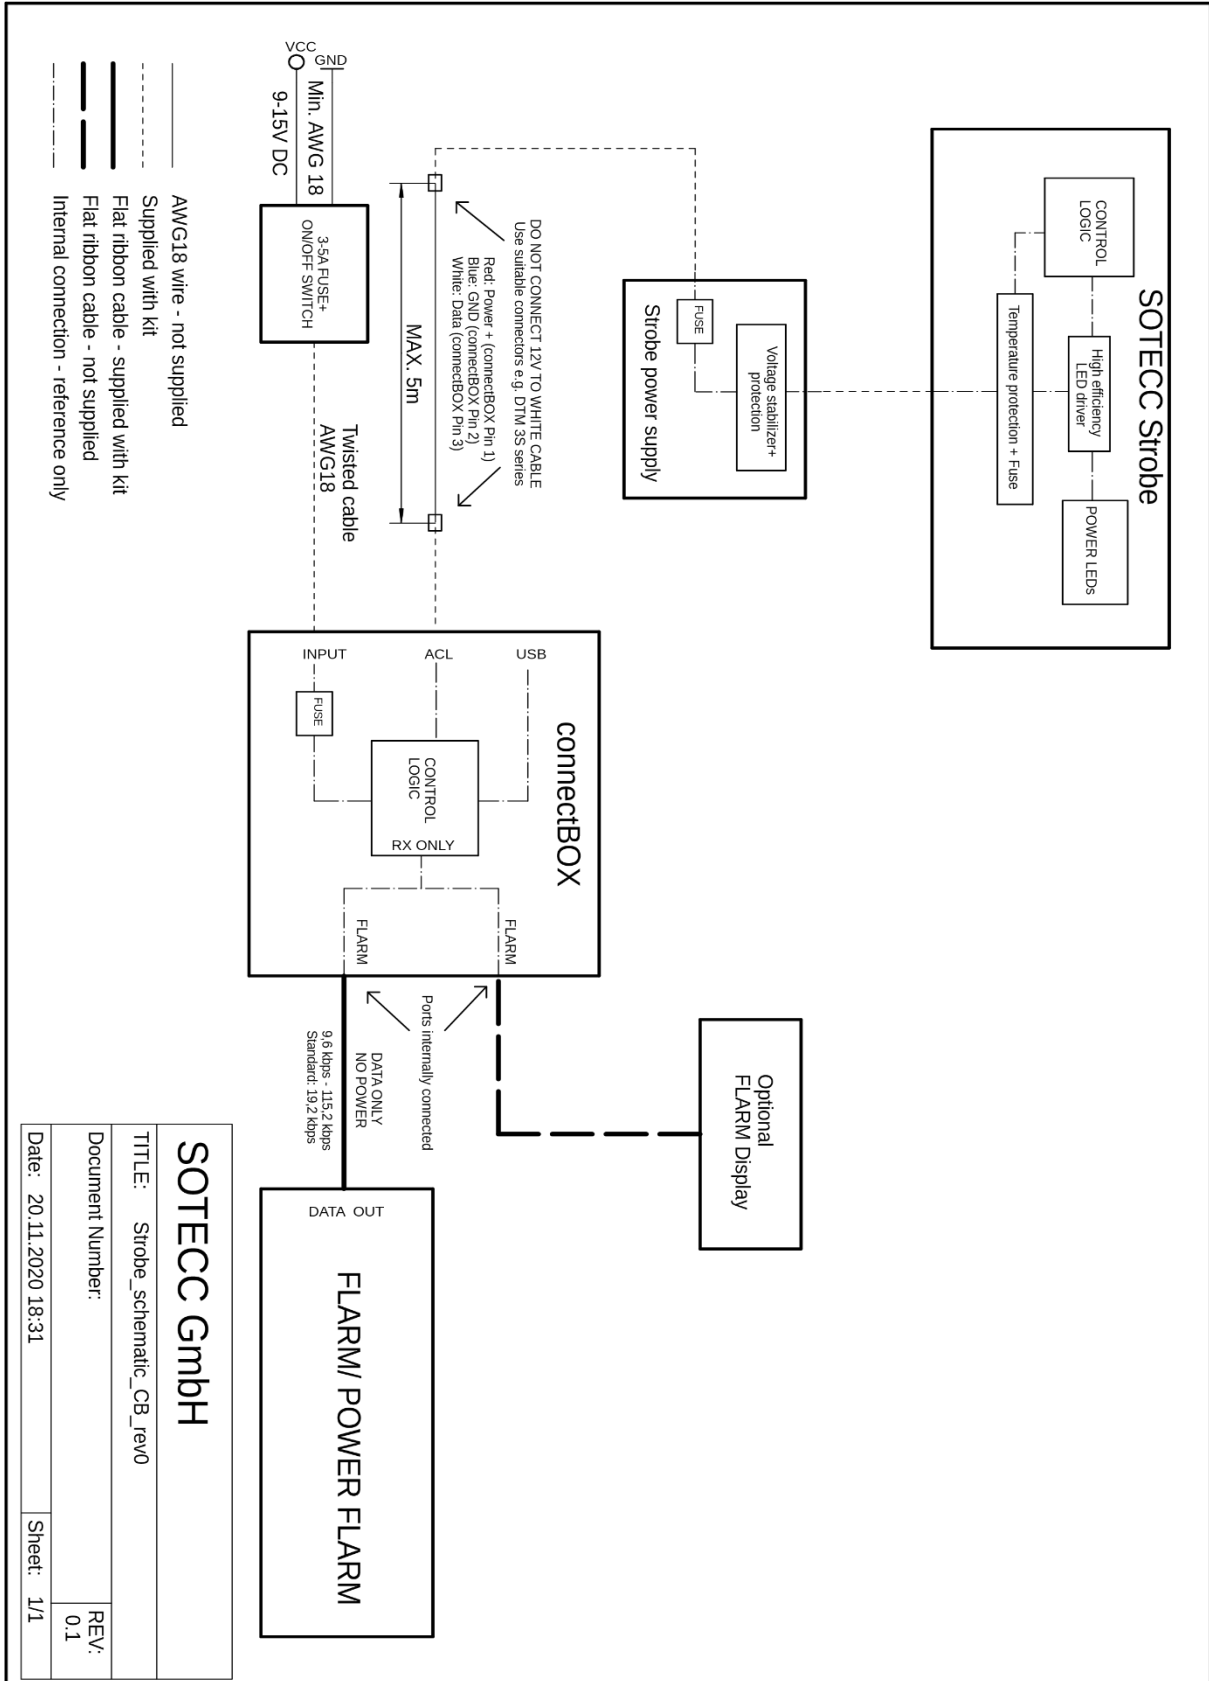 SOTECC Strobe
CONTROL
LOGIC
High efficiency
LED driver
POWER LEDs
Temperature protection + Fuse
Voltage stabilizer+
protection
FUSE
Strobe power supply
DO NOT CONNECT 12V TO WHITE CABLE
Use suitable connectors e.g. DTM 3S series
Red: Power + (connectBOX Pin 1)
Blue: GND (connectBOX Pin 2)
White: Data (connectBOX Pin 3)
MAX. 5m
VCC
GND
Min. AWG 18
9-15V DC
3-5A FUSE+
ON/OFF SWITCH
Twisted cable
AWG18
connectBOX
USB
ACL
INPUT
FUSE
CONTROL
LOGIC
RX ONLY
FLARM
FLARM
Ports internally connected
DATA ONLY
NO POWER
9,6 kbps - 115,2 kbps
Standard: 19,2 kbps
Optional
FLARM Display
DATA OUT
FLARM/ POWER FLARM
AWG18 wire - not supplied
Supplied with kit
Flat ribbon cable - supplied with kit
Flat ribbon cable - not supplied
Internal connection - reference only
SOTECC GmbH
TITLE: Strobe_schematic_CB_rev0
Document Number:
REV:
0.1
Date: 20.11.2020 18:31
Sheet: 1/1